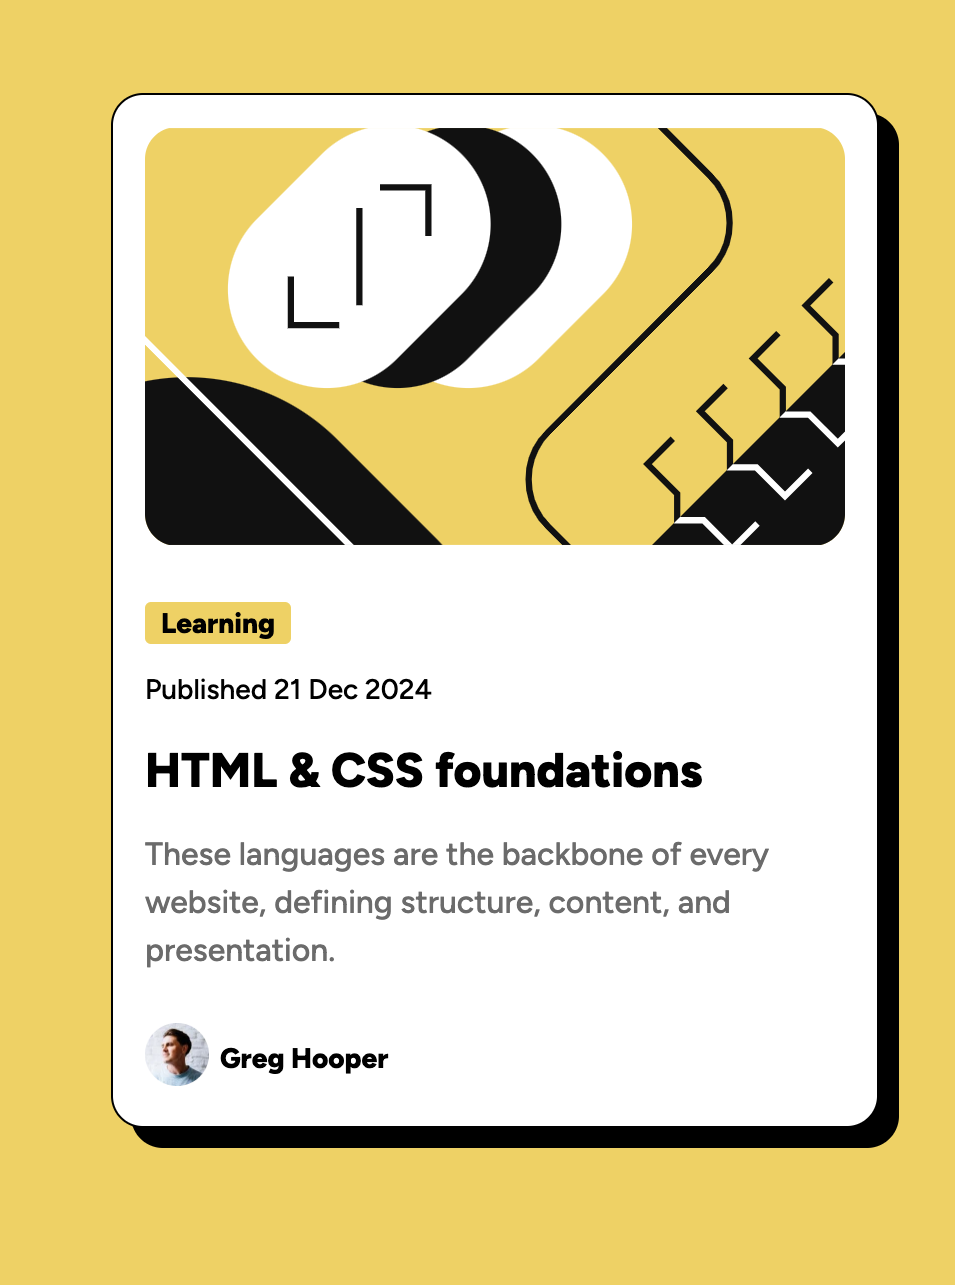 Learning
Published 21 Dec 2024
HTML & CSS foundations
These languages are the backbone of every
website, defining structure, content, and
presentation.
Greg Hooper